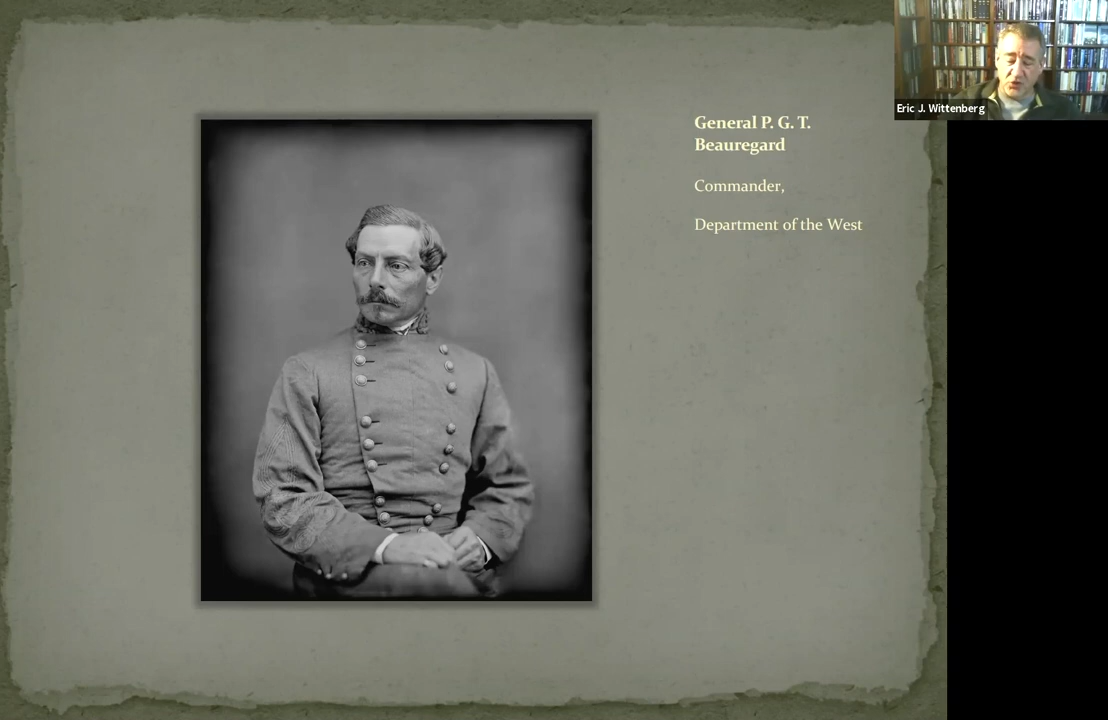 General P. G. T.
Beauregard
Commander,
Department of the West
Eric J. Wittenberg